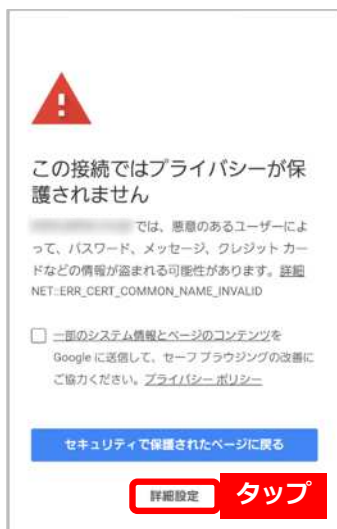 この接続ではプライバシーが保
護されません
では、悪意のあるユーザーによ
って、パスワード、メッセージ、クレジット カー
ドなどの情報が盗まれる可能性があります。詳細
NET::ERR_CERT_COMMON_NAME_INVALID
一部のシステム情報とページのコンテンツを
Google に送信して、セーフ ブラウジングの改善に
ご協力ください。プライバシー ポリシー
セキュリティで保護されたページに戻る
詳細設定 タップ